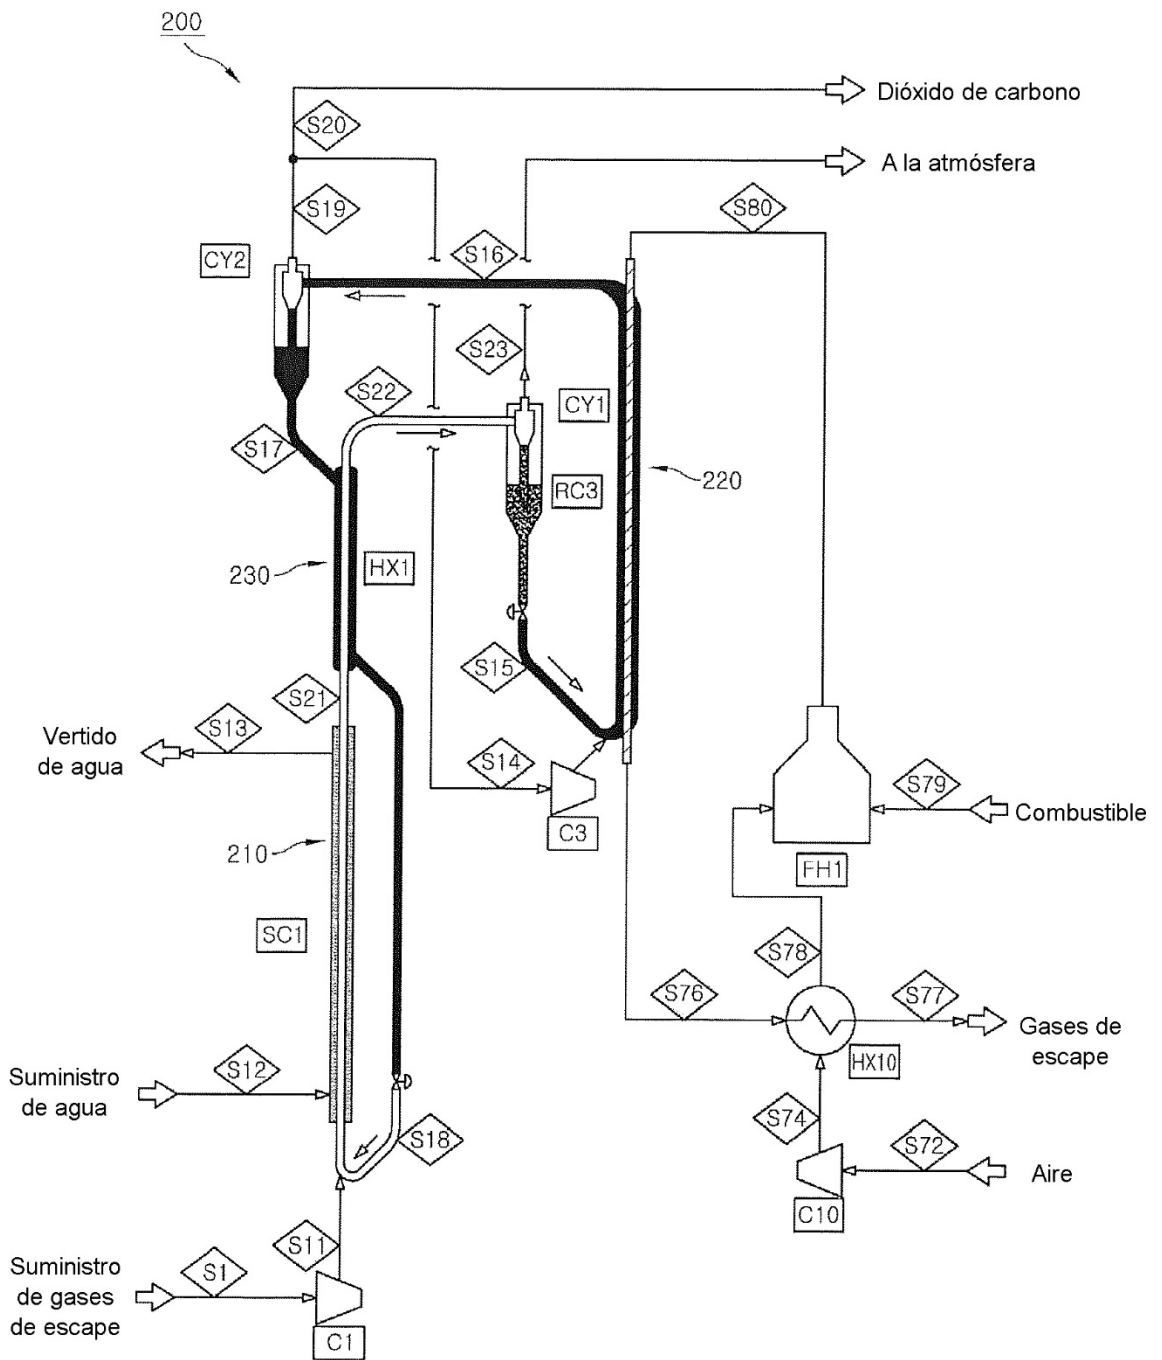 200
Dióxido de carbono
S20
A la atmósfera
S19
S80
CY2
S16
S23
S22
CY1
S17
220
RC3
230
HX1
S15
S21
S13
Vertido
de agua
S14
S79
Combustible
210
C3
FH1
SC1
S78
S76
S77
Gases de
escape
HX10
Suministro
de agua
S12
S74
S18
S72
Aire
C10
S11
Suministro
de gases
de escape
S1
C1